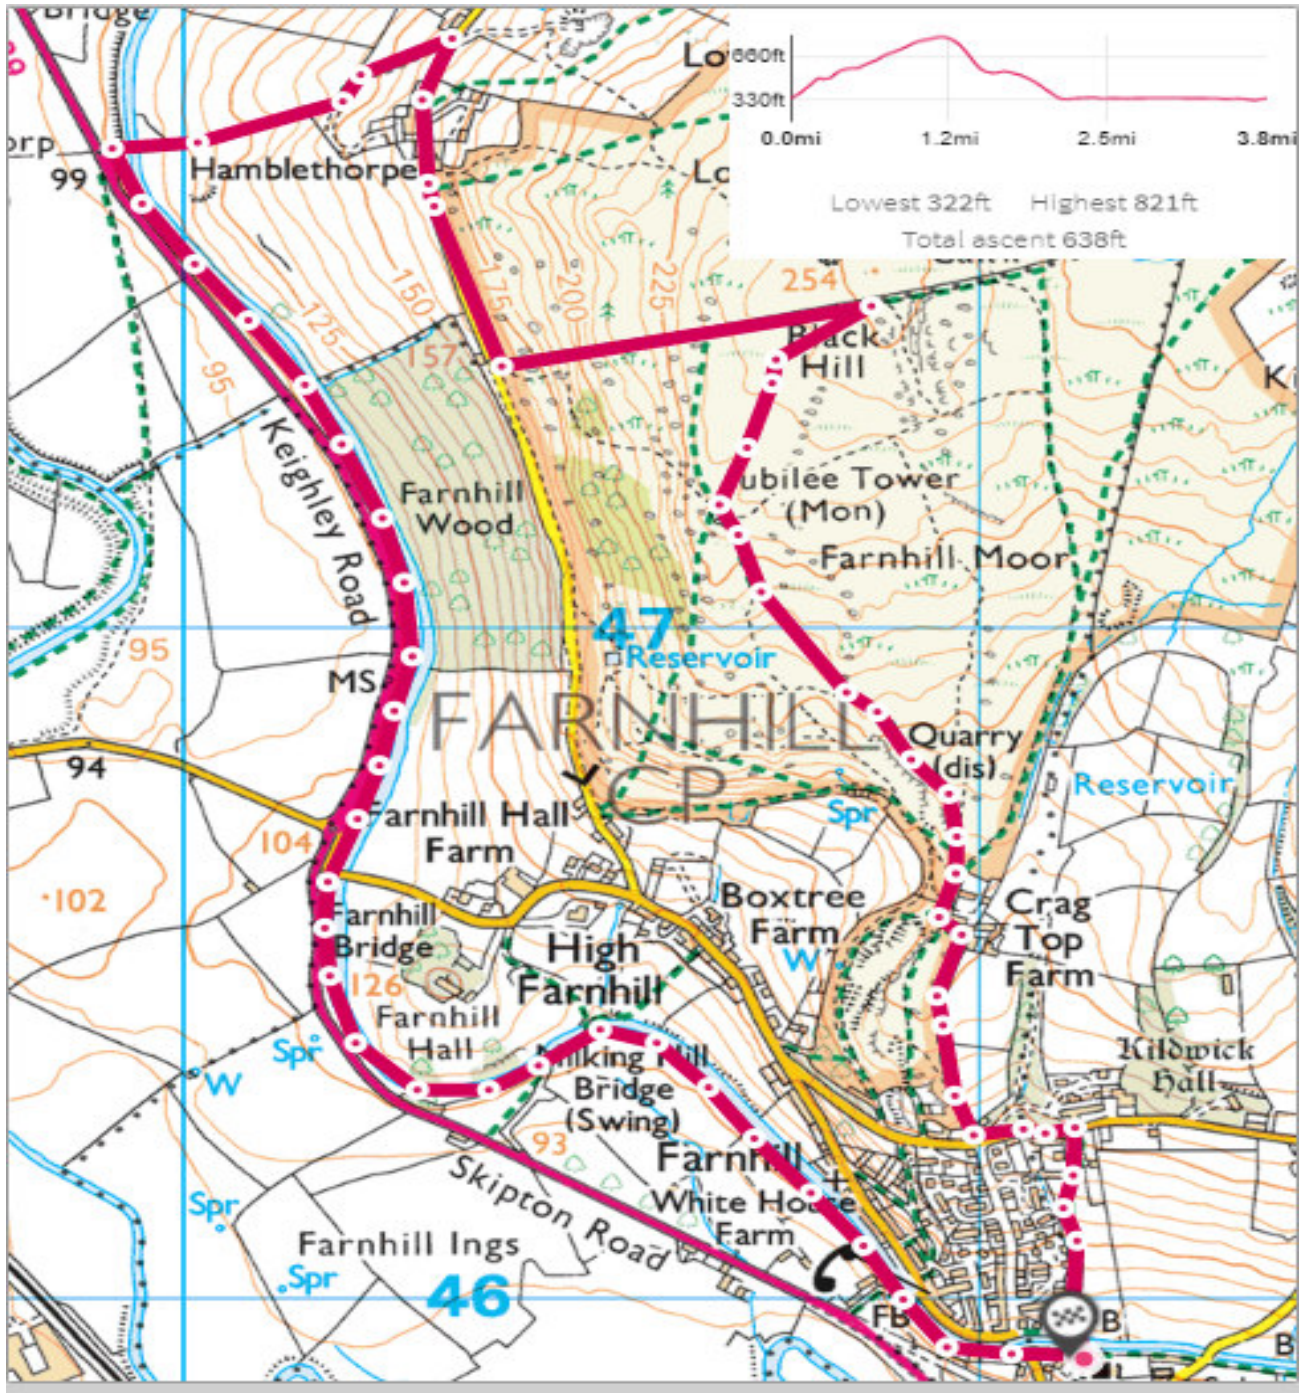 Bridge
99
Lo
660ft
330ft
0.0mi
1.2mi
2.5mi
3.8mi
Lowest 322ft Highest 821ft
Total ascent 638ft
orp
99
Hamblethorpe
Lo
150
175
200
225
254
125
95
157
Black
Hill
K
Keighley Road
Farnhill
Wood
ubilee Tower
(Mon)
Farnhill Moor
47
Reservoir
95
MS
FARNHILL
CP
Quarry
(dis)
94
Reservoir
Spr
Farnhill Hall
Farm
104
102
Boxtree
Farm
W
Crag
Top
Farm
Farnhill
Bridge
High
Farnhill
126
Farnhill
Hall
Spr
W
Milking Hill
Bridge
(Swing)
Kildwick
Hall
93
Farnhill
White House
Farm
Skipton Road
Spr
Farnhill Ings
Spr
46
FB
B
B